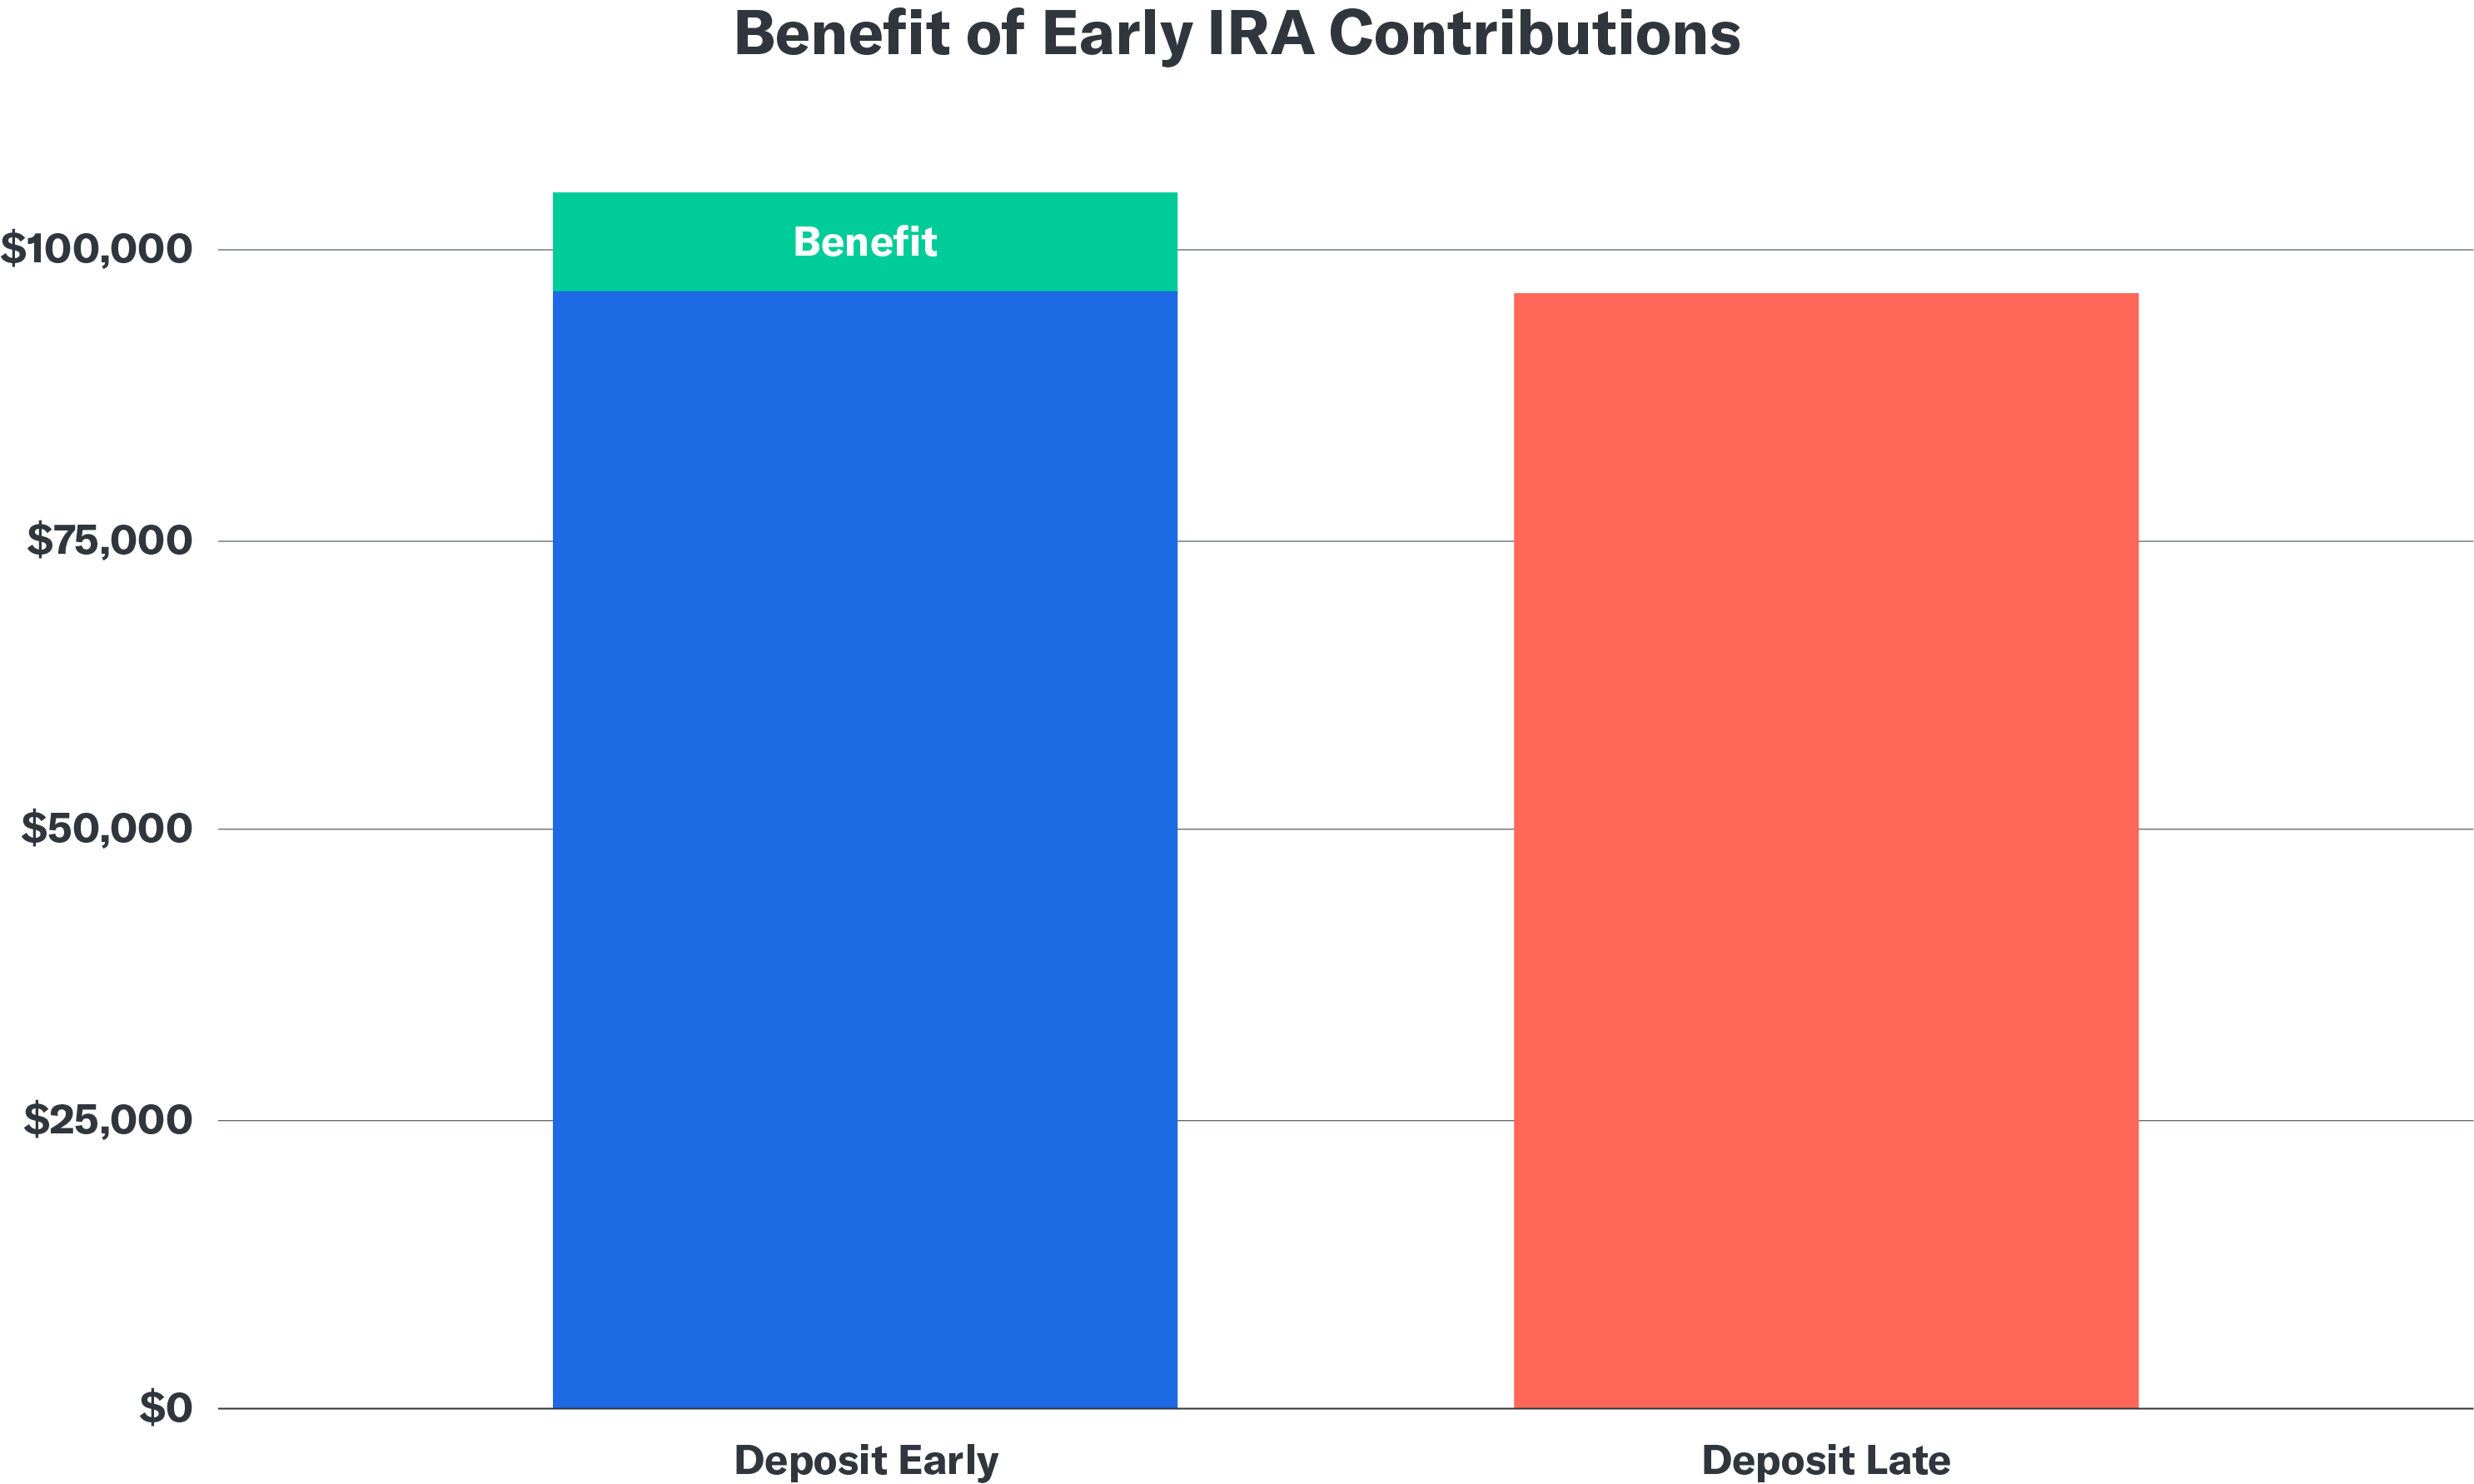 Benefit of Early IRA Contributions
Benefit
$100,000
$75,000
$50,000
$25,000
$0
Deposit Early
Deposit Late